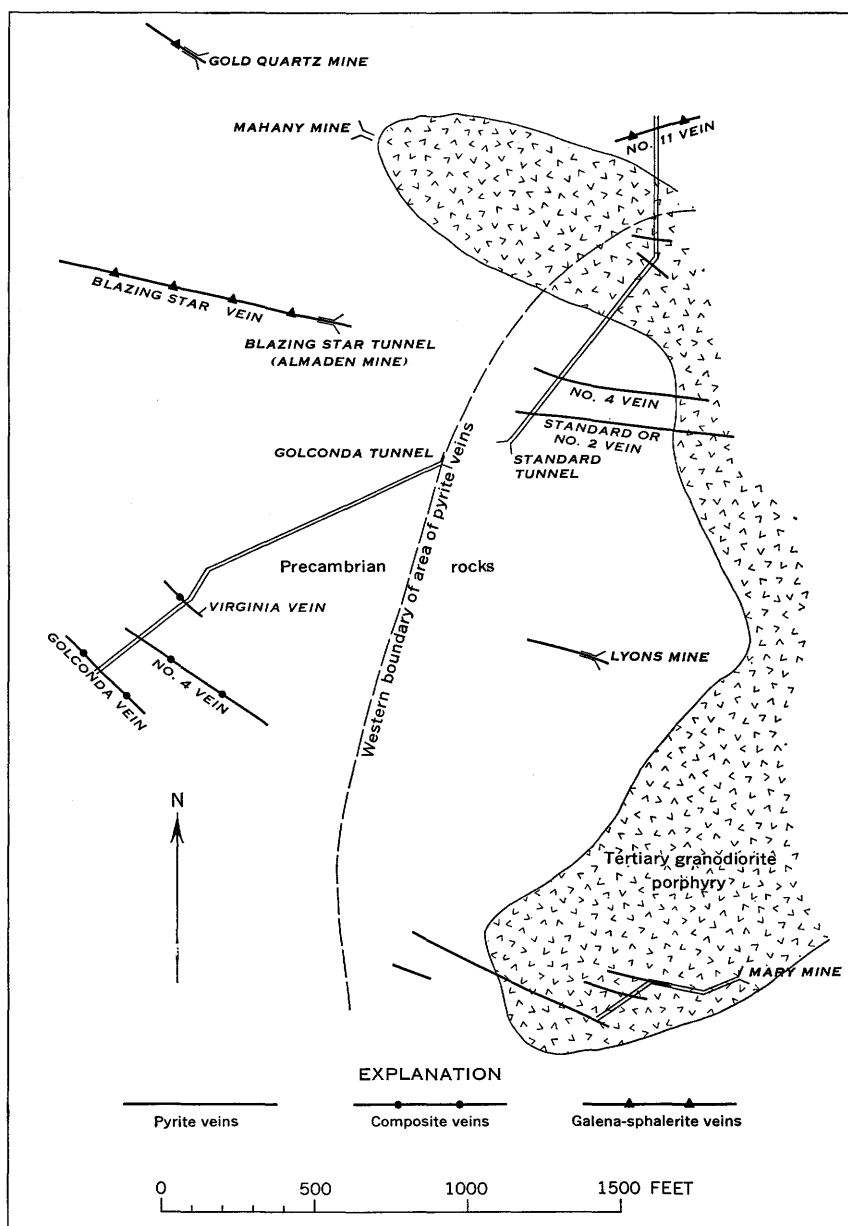 GOLD QUARTZ MINE
MAHANY MINE
NO. 11 VEIN
BLAZING STAR VEIN
BLAZING STAR TUNNEL
(ALMADEN MINE)
NO. 4 VEIN
STANDARD OR
NO. 2 VEIN
GOLCONDA TUNNEL
STANDARD
TUNNEL
Western boundary of area of pyrite veins
Precambrian rocks
VIRGINIA VEIN
GOLCONDA VEIN
NO. 4 VEIN
LYONS MINE
N
Tertiary granodiorite
porphyry
MARY MINE
EXPLANATION
Pyrite veins
Composite veins
Galena-sphalerite veins
0 500 1000 1500 FEET